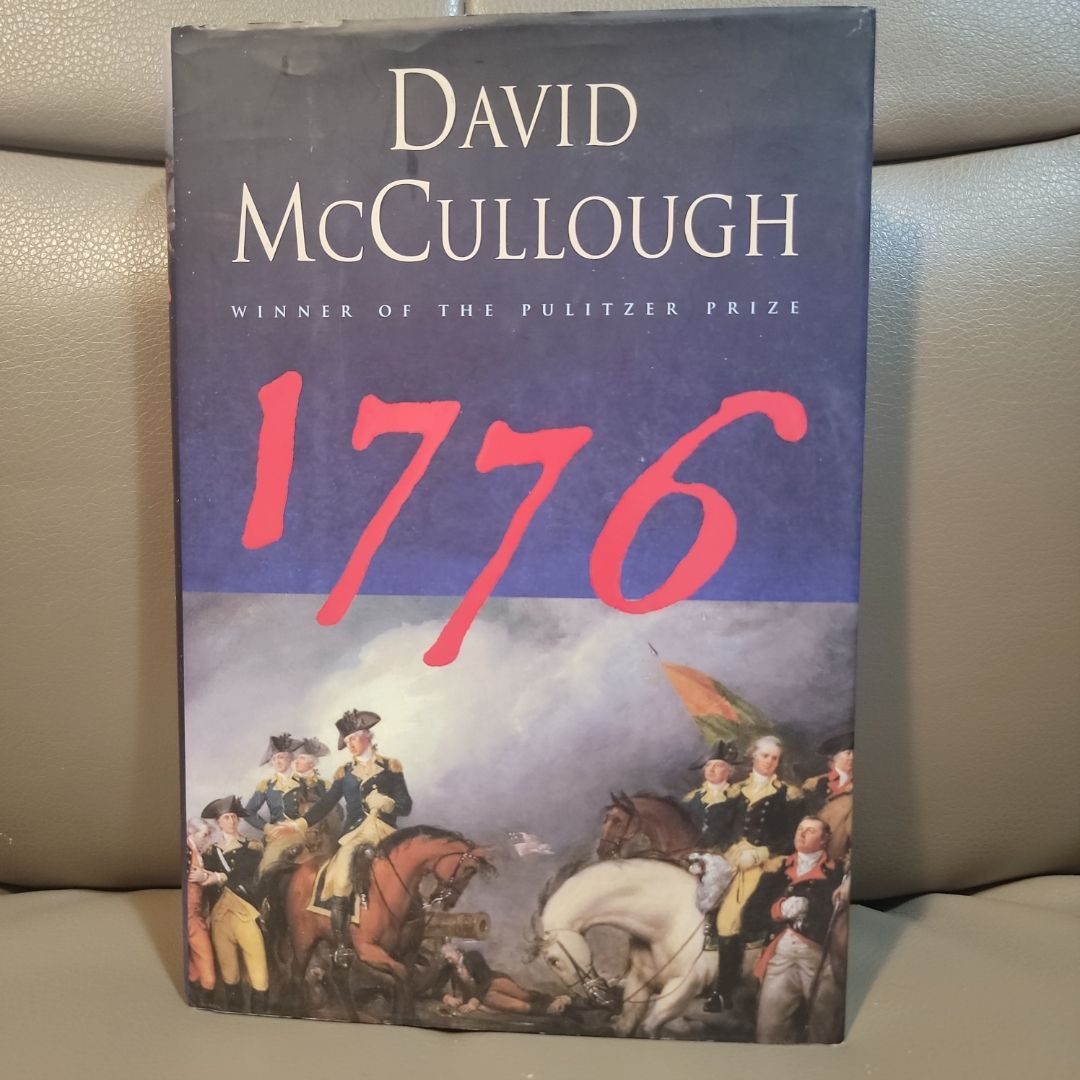 DAVID
MCCULLOUGH
WINNER OF THE PULITZER PRIZE
1776